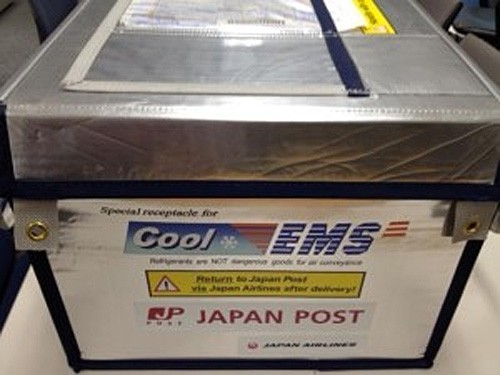 Special receptacle for
Cool EMS
Refrigerants are NOT dangerous goods for air conveyance
Return to Japan Post
via Japan Airlines after delivery!
JP POST JAPAN POST
JAPAN AIRLINES